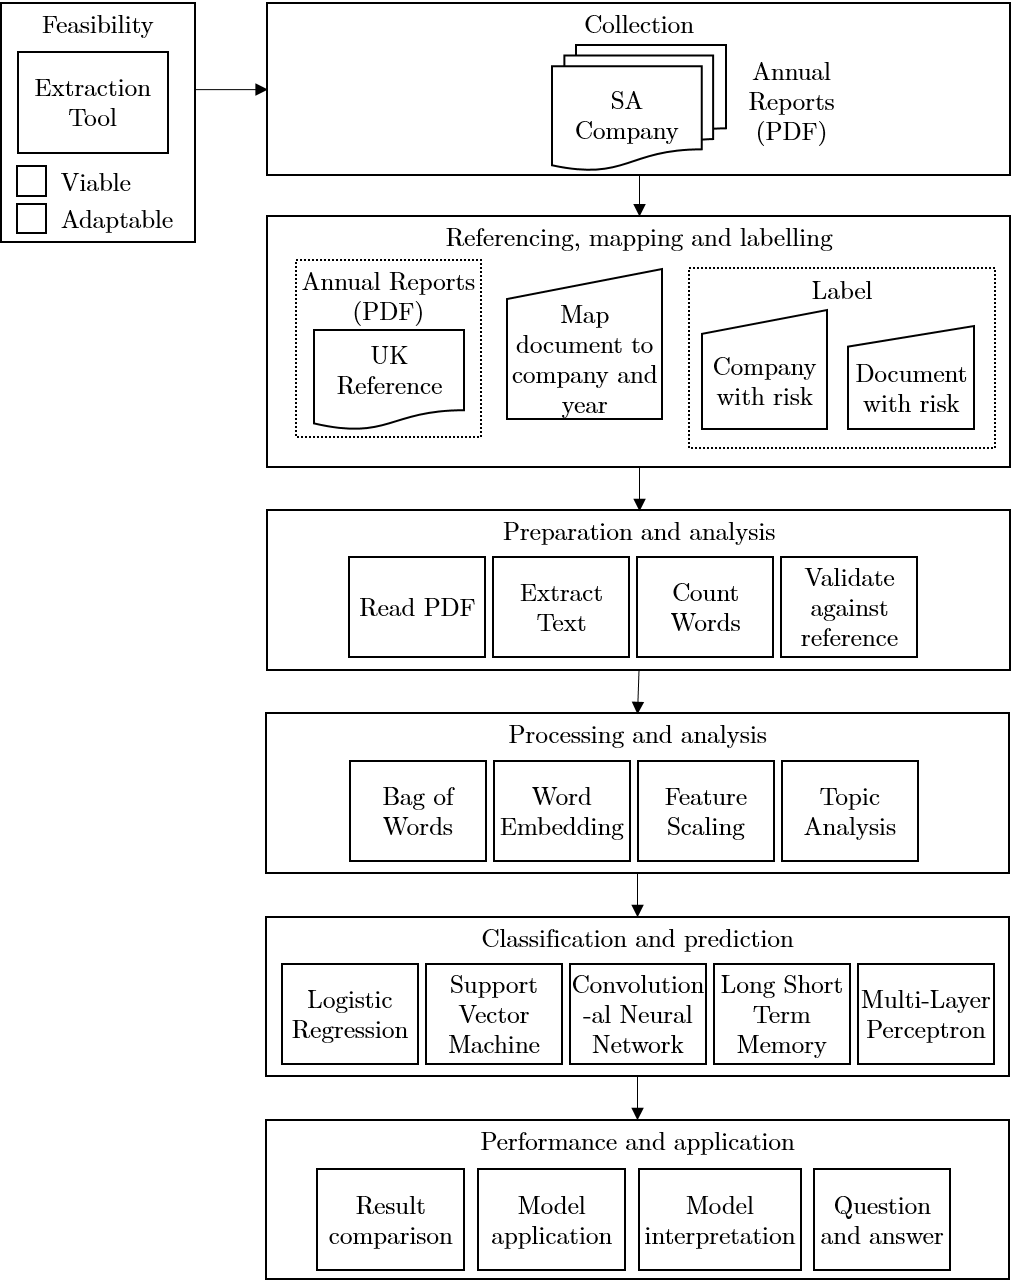 Feasibility
Extraction
Tool
Viable
Adaptable
Collection
SA
Company
Annual
Reports
(PDF)
Referencing, mapping and labelling
Annual Reports
(PDF)
UK
Reference
Map
document to
company and
year
Label
Company
with risk
Document
with risk
Preparation and analysis
Read PDF
Extract
Text
Count
Words
Validate
against
reference
Processing and analysis
Bag of
Words
Word
Embedding
Feature
Scaling
Topic
Analysis
Classification and prediction
Logistic
Regression
Support
Vector
Machine
Convolution
-al Neural
Network
Long Short
Term
Memory
Multi-Layer
Perceptron
Performance and application
Result
comparison
Model
application
Model
interpretation
Question
and answer